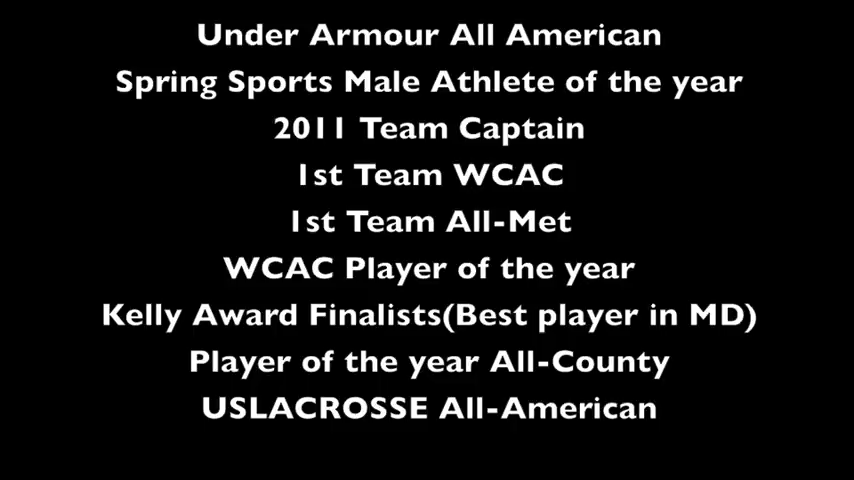 Under Armour All American
Spring Sports Male Athlete of the year
2011 Team Captain
1st Team WCAC
1st Team All-Met
WCAC Player of the year
Kelly Award Finalists(Best player in MD)
Player of the year All-County
USLACROSSE All-American